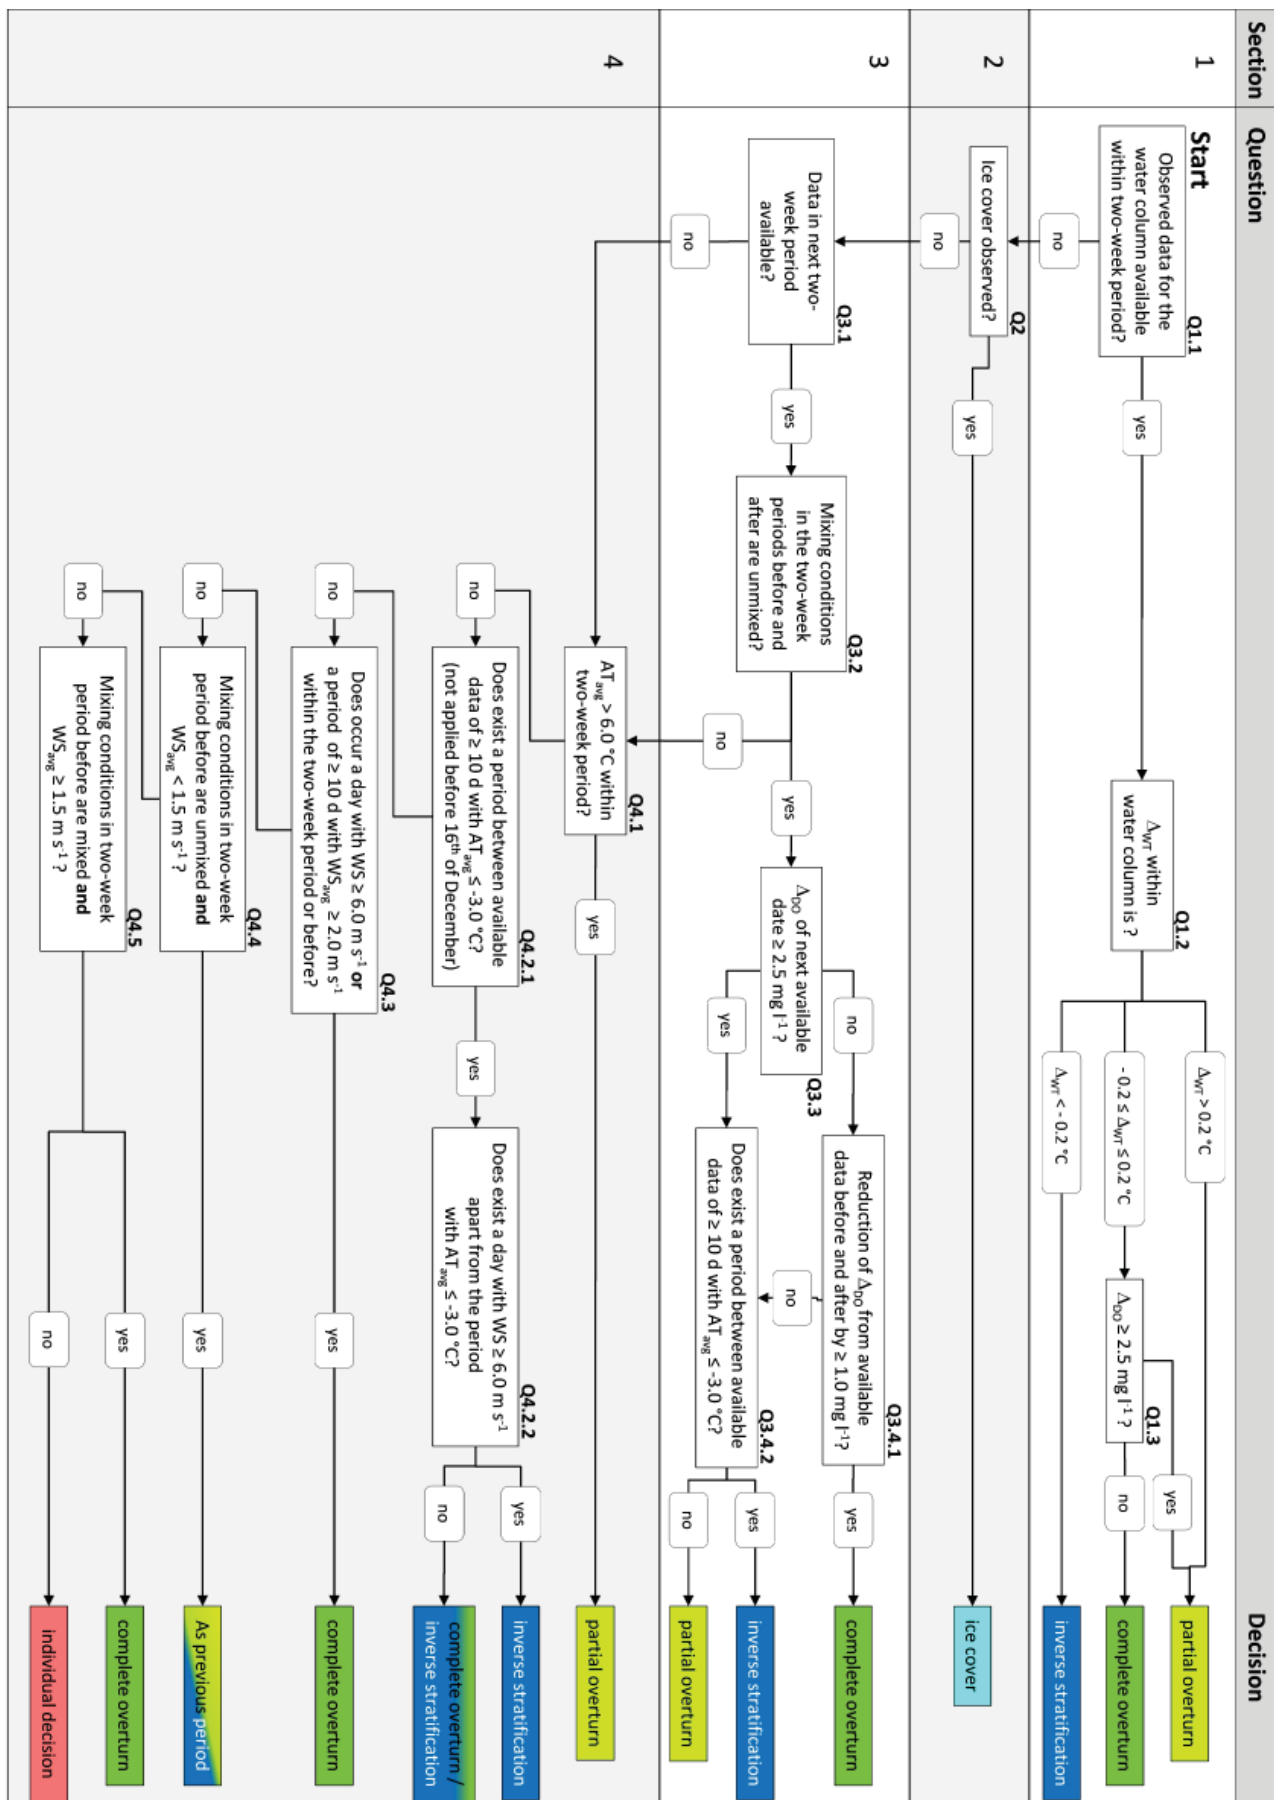 Section
Question
Decision
1
Start
Q1.1
Observed data for the
water column available
within two-week period?
yes
no
Q1.2
Δ_WT within
water column is ?
Δ_WT > 0.2 °C
- 0.2 ≤ Δ_WT ≤ 0.2 °C
Δ_WT < - 0.2 °C
Q1.3
Δ_DO ≥ 2.5 mg l⁻¹ ?
yes
no
partial overturn
complete overturn
inverse stratification
2
Q2
Ice cover observed?
yes
no
ice cover
3
Q3.1
Data in next two-
week period
available?
yes
no
Q3.2
Mixing conditions
in the two-week
periods before and
after are unmixed?
yes
no
Q3.3
Δ_DO of next available
date ≥ 2.5 mg l⁻¹ ?
no
yes
Q3.4.1
Reduction of Δ_DO from available
data before and after by ≥ 1.0 mg l⁻¹?
yes
no
Q3.4.2
Does exist a period between available
data of ≥ 10 d with AT_avg ≤ -3.0 °C?
yes
no
complete overturn
inverse stratification
partial overturn
4
Q4.1
AT_avg > 6.0 °C within
two-week period?
yes
partial overturn
no
Q4.2.1
Does exist a period between available
data of ≥ 10 d with AT_avg ≤ -3.0 °C?
(not applied before 16th of December)
yes
Q4.2.2
Does exist a day with WS ≥ 6.0 m s⁻¹
apart from the period
with AT_avg ≤ -3.0 °C?
yes
no
inverse stratification
complete overturn /
inverse stratification
no
Q4.3
Does occur a day with WS ≥ 6.0 m s⁻¹ or
a period of ≥ 10 d with WS_avg ≥ 2.0 m s⁻¹
within the two-week period or before?
yes
complete overturn
no
Q4.4
Mixing conditions in two-week
period before are unmixed and
WS_avg < 1.5 m s⁻¹ ?
yes
As previous period
no
Q4.5
Mixing conditions in two-week
period before are mixed and
WS_avg ≥ 1.5 m s⁻¹ ?
yes
no
complete overturn
individual decision